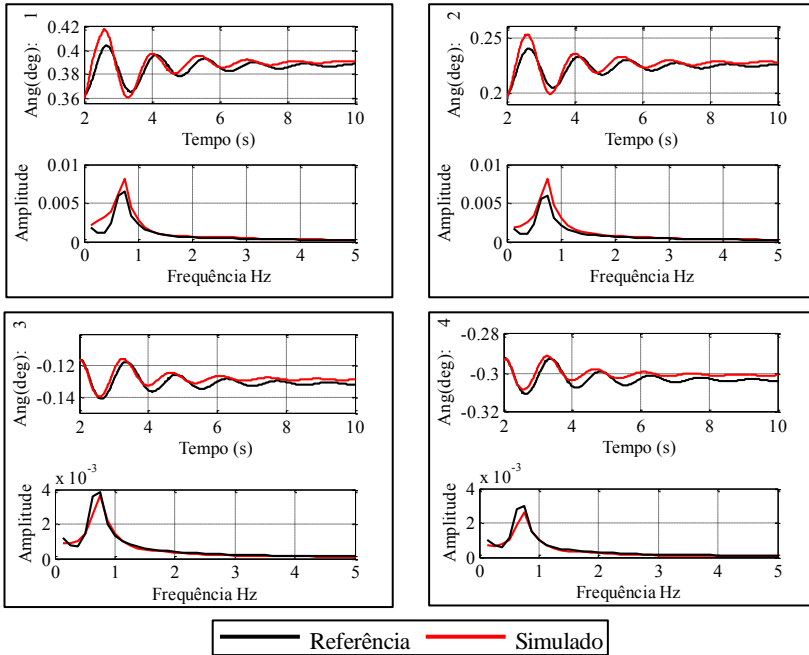 Ang(deg): 1
0.42
0.4
0.38
0.36
2 4 6 8 10
Tempo (s)
Amplitude
0.01
0.005
0
0 1 2 3 4 5
Frequência Hz
Ang(deg): 2
0.25
0.2
2 4 6 8 10
Tempo (s)
Amplitude
0.01
0.005
0
0 1 2 3 4 5
Frequência Hz
Ang(deg): 3
-0.12
-0.14
2 4 6 8 10
Tempo (s)
Amplitude
x 10-3
4
2
0
0 1 2 3 4 5
Frequência Hz
Ang(deg): 4
-0.28
-0.3
-0.32
2 4 6 8 10
Tempo (s)
Amplitude
x 10-3
4
2
0
0 1 2 3 4 5
Frequência Hz
Referência Simulado